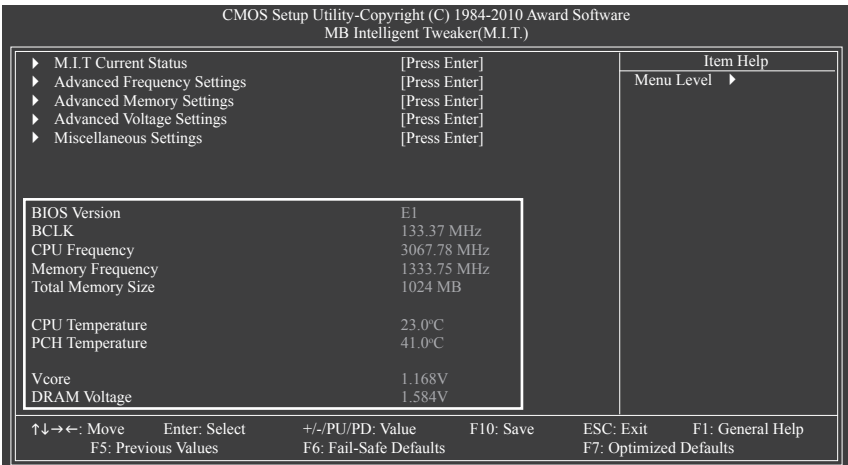 CMOS Setup Utility-Copyright (C) 1984-2010 Award Software
MB Intelligent Tweaker(M.I.T.)
▶ M.I.T Current Status [Press Enter]
▶ Advanced Frequency Settings [Press Enter]
▶ Advanced Memory Settings [Press Enter]
▶ Advanced Voltage Settings [Press Enter]
▶ Miscellaneous Settings [Press Enter]
Item Help
Menu Level ▶
BIOS Version E1
BCLK 133.37 MHz
CPU Frequency 3067.78 MHz
Memory Frequency 1333.75 MHz
Total Memory Size 1024 MB
CPU Temperature 23.0°C
PCH Temperature 41.0°C
Vcore 1.168V
DRAM Voltage 1.584V
↑↓→←: Move Enter: Select +/-/PU/PD: Value F10: Save ESC: Exit F1: General Help
F5: Previous Values F6: Fail-Safe Defaults F7: Optimized Defaults